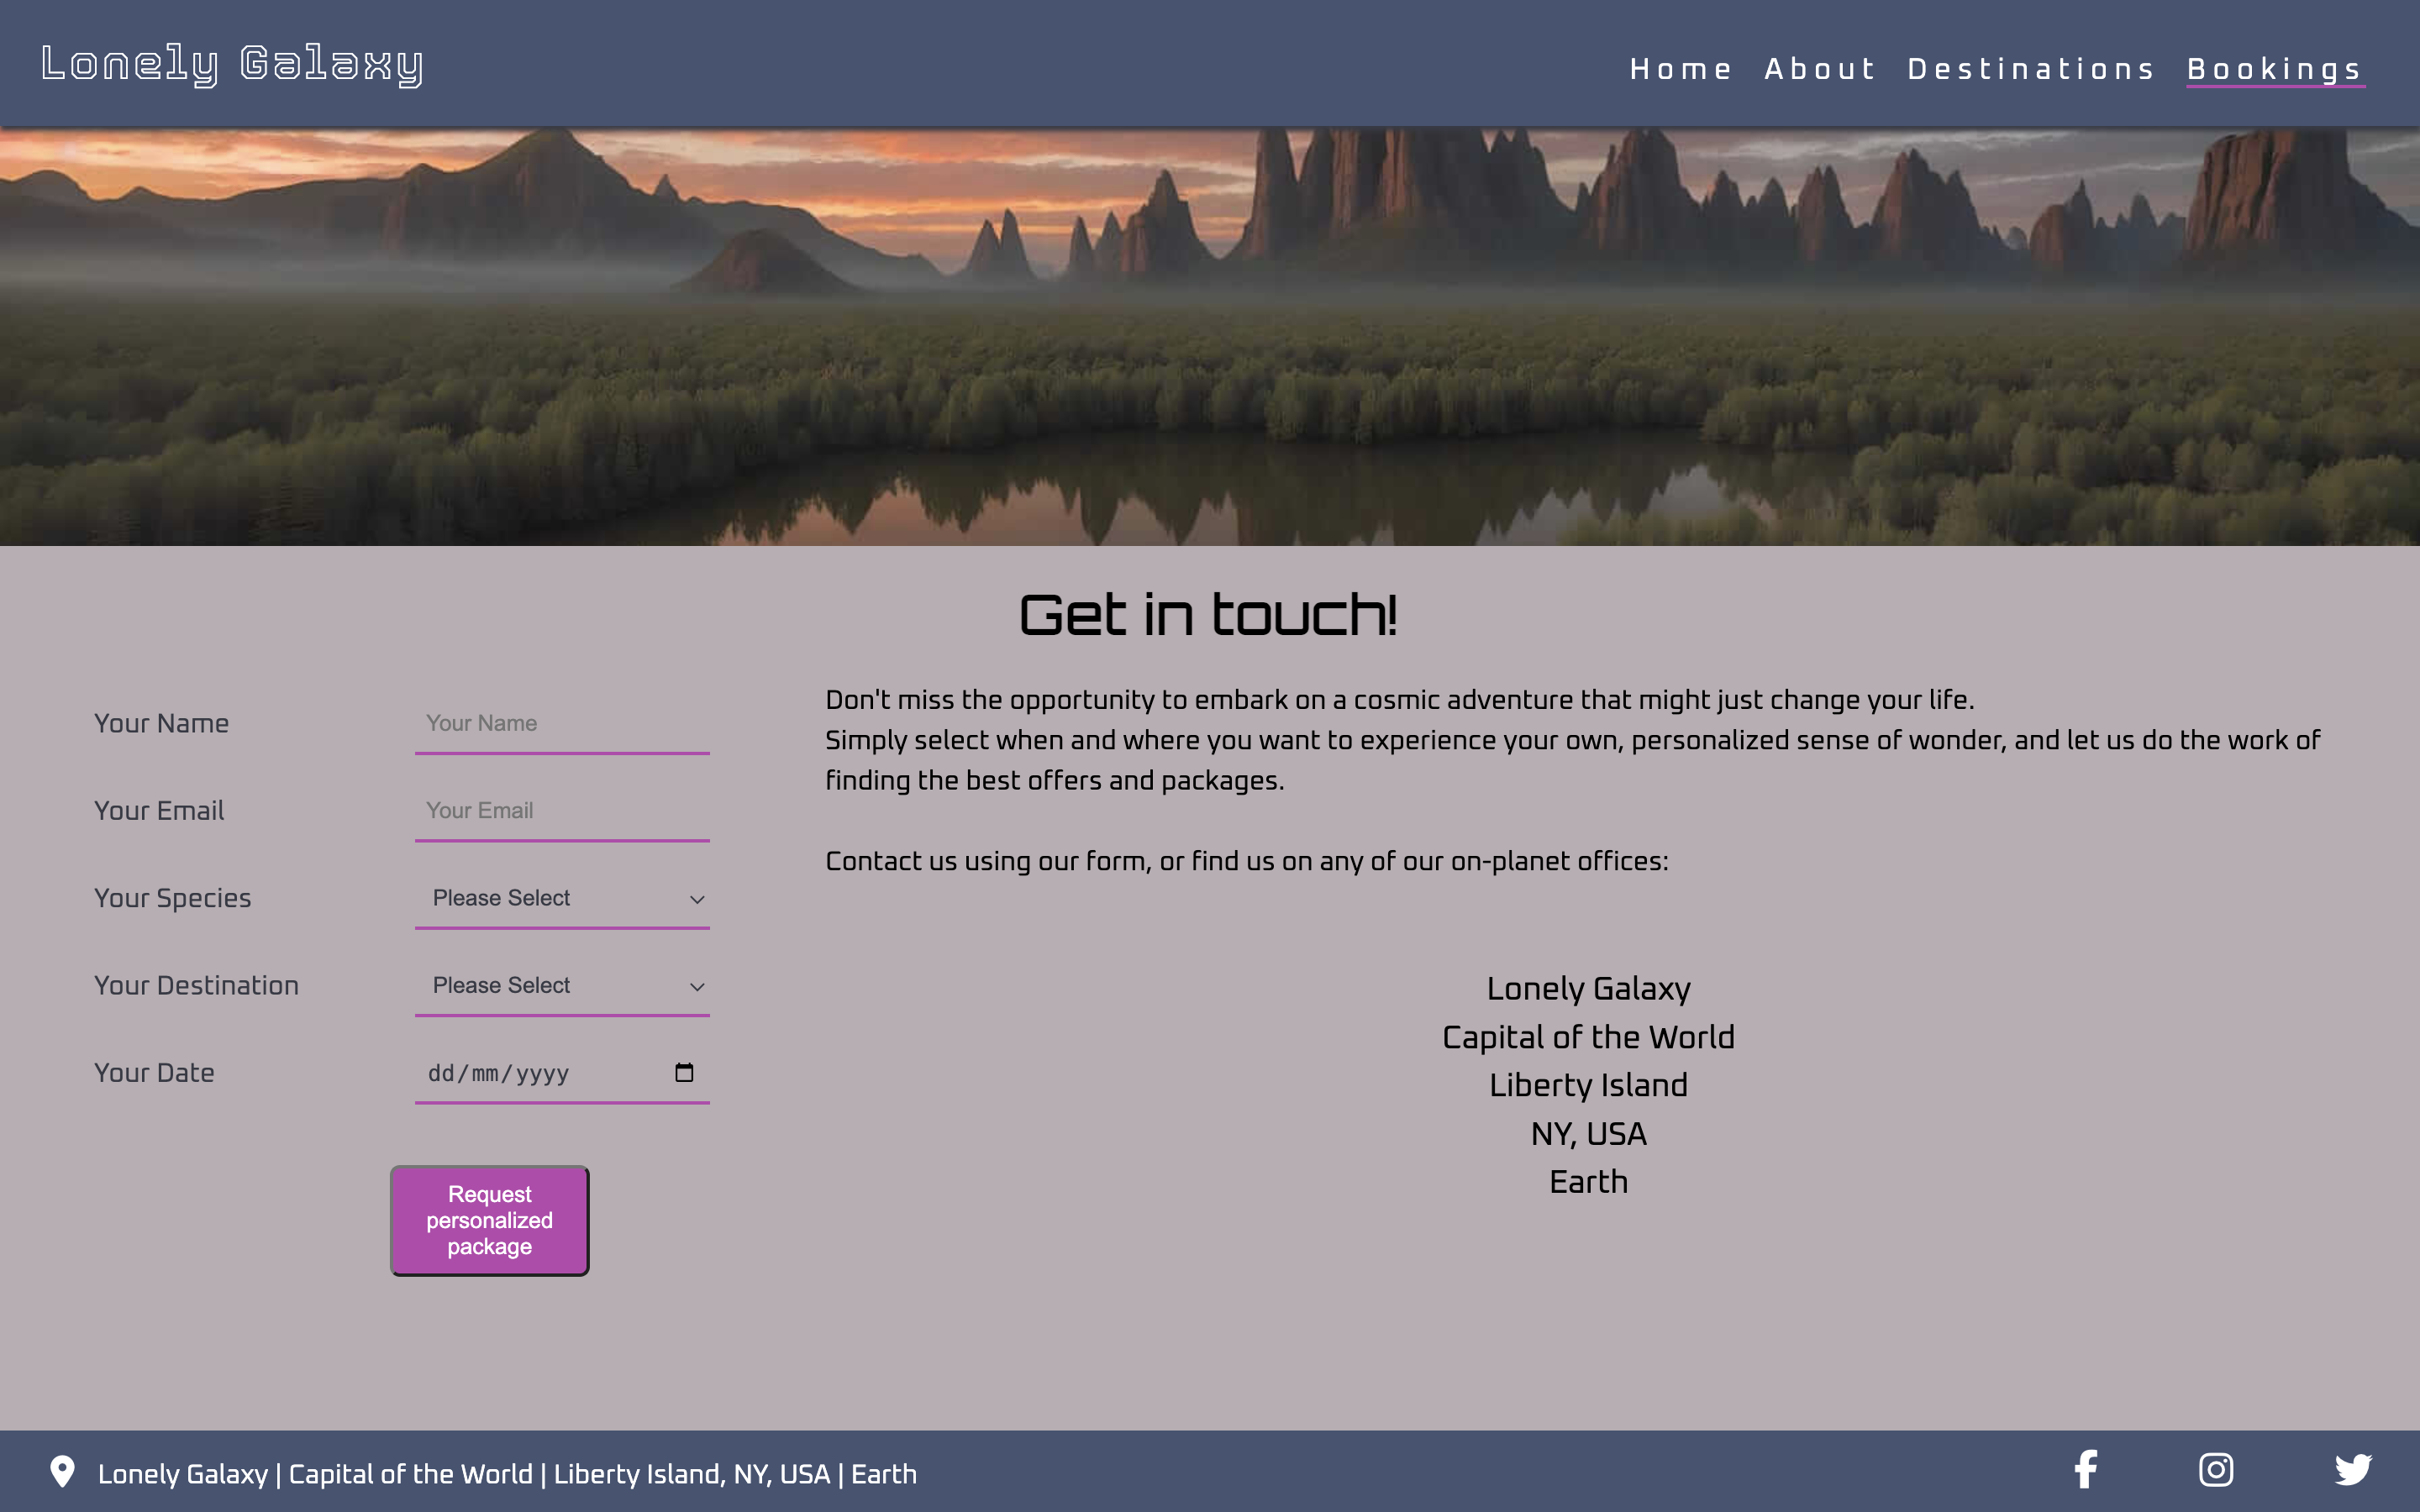 Lonely Galaxy
Home About Destinations Bookings
Get in touch!
Your Name Your Name
Your Email Your Email
Your Species Please Select
Your Destination Please Select
Your Date dd/mm/yyyy
Request
personalized
package
Don't miss the opportunity to embark on a cosmic adventure that might just change your life.
Simply select when and where you want to experience your own, personalized sense of wonder, and let us do the work of
finding the best offers and packages.
Contact us using our form, or find us on any of our on-planet offices:
Lonely Galaxy
Capital of the World
Liberty Island
NY, USA
Earth
Lonely Galaxy | Capital of the World | Liberty Island, NY, USA | Earth